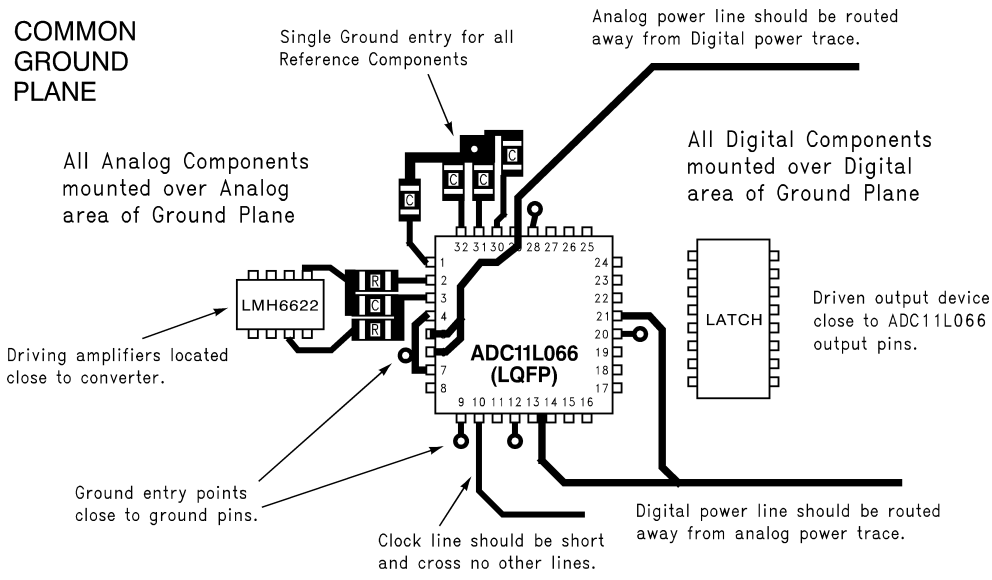 COMMON
GROUND
PLANE
Single Ground entry for all
Reference Components
Analog power line should be routed
away from Digital power trace.
All Analog Components
mounted over Analog
area of Ground Plane
All Digital Components
mounted over Digital
area of Ground Plane
C
C
C
C
32 31 30 28 27 26 25
1
2
3
4
7
8
24
23
22
21
20
19
18
17
9 10 11 12 13 14 15 16
R
C
R
LMH6622
ADC11L066
(LQFP)
LATCH
Driven output device
close to ADC11L066
output pins.
Driving amplifiers located
close to converter.
Ground entry points
close to ground pins.
Clock line should be short
and cross no other lines.
Digital power line should be routed
away from analog power trace.